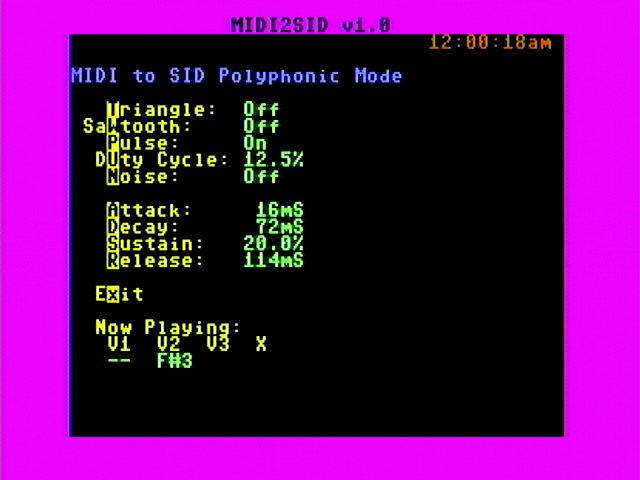 MIDI2SID v1.0
12:00:18am
MIDI to SID Polyphonic Mode
Triangle: Off
Sawtooth: Off
Pulse: On
DUty Cycle: 12.5%
Noise: Off
Attack: 16mS
Decay: 72mS
Sustain: 20.0%
Release: 114mS
Exit
Now Playing:
V1 V2 V3 X
-- F#3